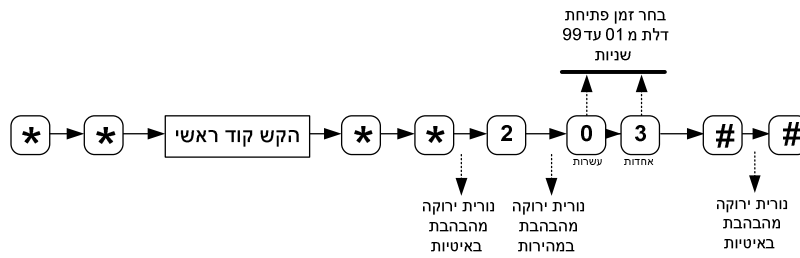 בחר זמן פתיחת
דלת מ 01 עד 99
שניות
* * הקש קוד ראשי * * 2 0 3 # #
עשרות אחדות
נורית ירוקה
מהבהבת
באיטיות
נורית ירוקה
מהבהבת
במהירות
נורית ירוקה
מהבהבת
באיטיות